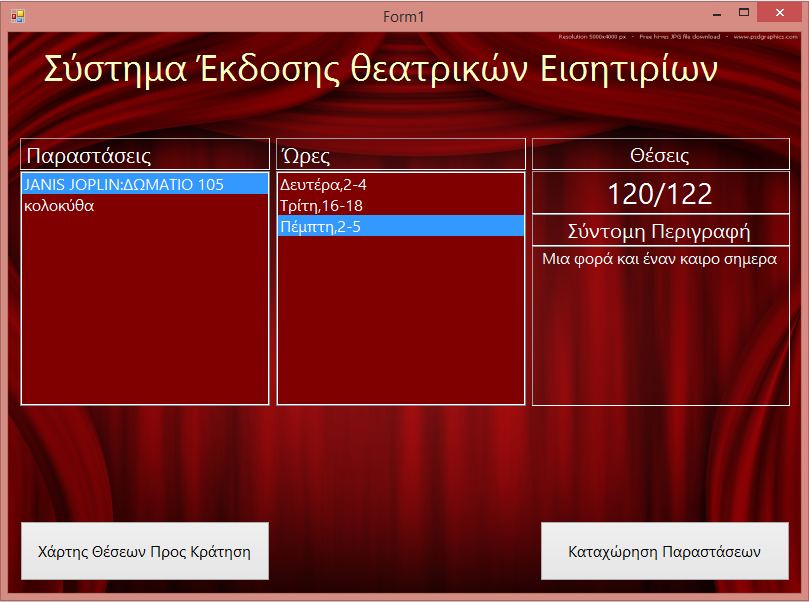 Form1
Resolution 5000x4000 px - Free hi-res JPG file download - www.psdgraphics.com
Σύστημα Έκδοσης θεατρικών Εισητιρίων
Παραστάσεις
Ώρες
Θέσεις
JANIS JOPLIN:ΔΩΜΑΤΙΟ 105
κολοκύθα
Δευτέρα,2-4
Τρίτη,16-18
Πέμπτη,2-5
120/122
Σύντομη Περιγραφή
Μια φορά και έναν καιρο σημερα
Χάρτης Θέσεων Προς Κράτηση
Καταχώρηση Παραστάσεων